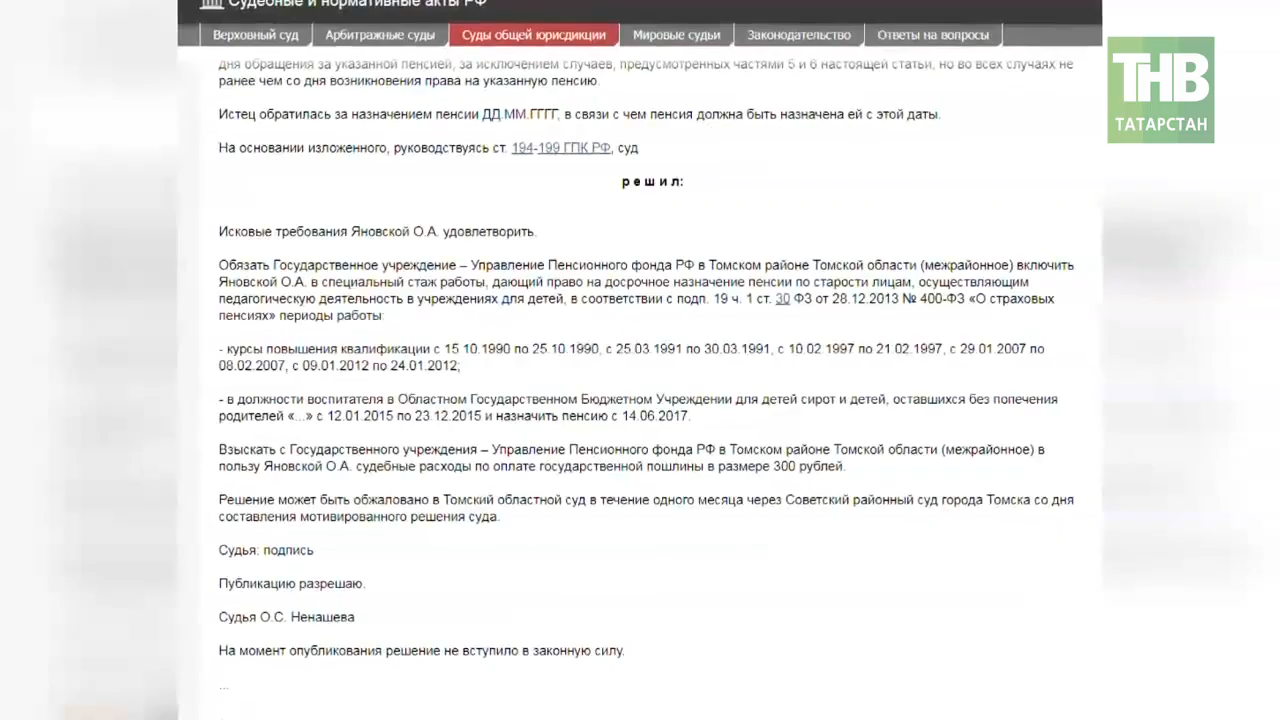 Судебные и нормативные акты РФ
Верховный суд Арбитражные суды Суды общей юрисдикции Мировые судьи Законодательство Ответы на вопросы
ТНВ
ТАТАРСТАН
дня обращения за указанной пенсией, за исключением случаев, предусмотренных частями 5 и 6 настоящей статьи, но во всех случаях не
ранее чем со дня возникновения права на указанную пенсию.
Истец обратилась за назначением пенсии ДД.ММ.ГГГГ, в связи с чем пенсия должна быть назначена ей с этой даты.
На основании изложенного, руководствуясь ст. 194-199 ГПК РФ, суд
р е ш и л:
Исковые требования Яновской О.А. удовлетворить.
Обязать Государственное учреждение – Управление Пенсионного фонда РФ в Томском районе Томской области (межрайонное) включить
Яновской О.А. в специальный стаж работы, дающий право на досрочное назначение пенсии по старости лицам, осуществляющим
педагогическую деятельность в учреждениях для детей, в соответствии с подп. 19 ч. 1 ст. 30 ФЗ от 28.12.2013 № 400-ФЗ «О страховых
пенсиях» периоды работы:
- курсы повышения квалификации с 15.10.1990 по 25.10.1990, с 25.03.1991 по 30.03.1991, с 10.02.1997 по 21.02.1997, с 29.01.2007 по
08.02.2007, с 09.01.2012 по 24.01.2012;
- в должности воспитателя в Областном Государственном Бюджетном Учреждении для детей сирот и детей, оставшихся без попечения
родителей «...» с 12.01.2015 по 23.12.2015 и назначить пенсию с 14.06.2017.
Взыскать с Государственного учреждения – Управление Пенсионного фонда РФ в Томском районе Томской области (межрайонное) в
пользу Яновской О.А. судебные расходы по оплате государственной пошлины в размере 300 рублей.
Решение может быть обжаловано в Томский областной суд в течение одного месяца через Советский районный суд города Томска со дня
составления мотивированного решения суда.
Судья: подпись
Публикацию разрешаю.
Судья О.С. Ненашева
На момент опубликования решение не вступило в законную силу.
...